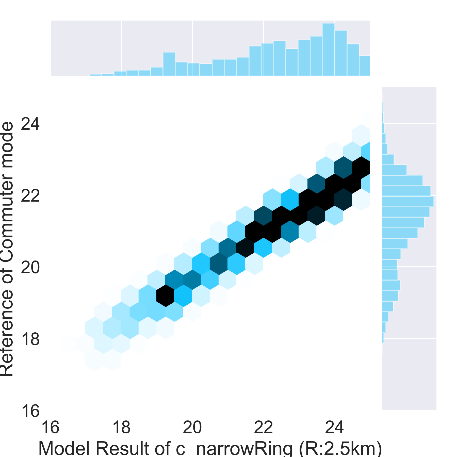 Reference of Commuter mode
24
22
20
18
16
16 18 20 22 24
Model Result of c_narrowRing (R:2.5km)